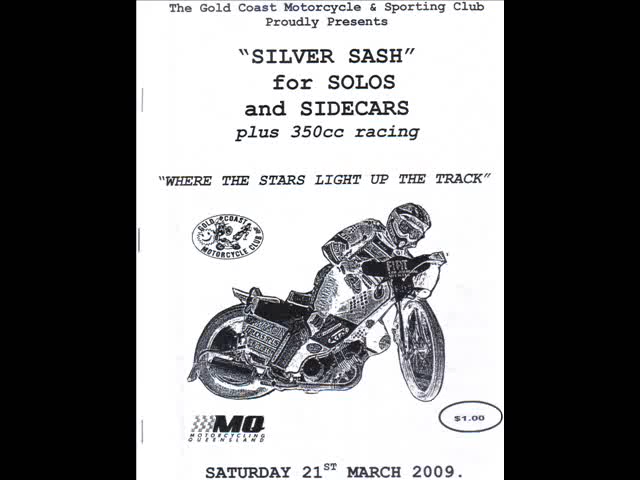 The Gold Coast Motorcycle & Sporting Club
Proudly Presents
"SILVER SASH"
for SOLOS
and SIDECARS
plus 350cc racing
"WHERE THE STARS LIGHT UP THE TRACK"
GOLD COAST
MOTORCYCLE CLUB
FIAT
MQ
MOTORCYCLING
QUEENSLAND
$1.00
SATURDAY 21ST MARCH 2009.